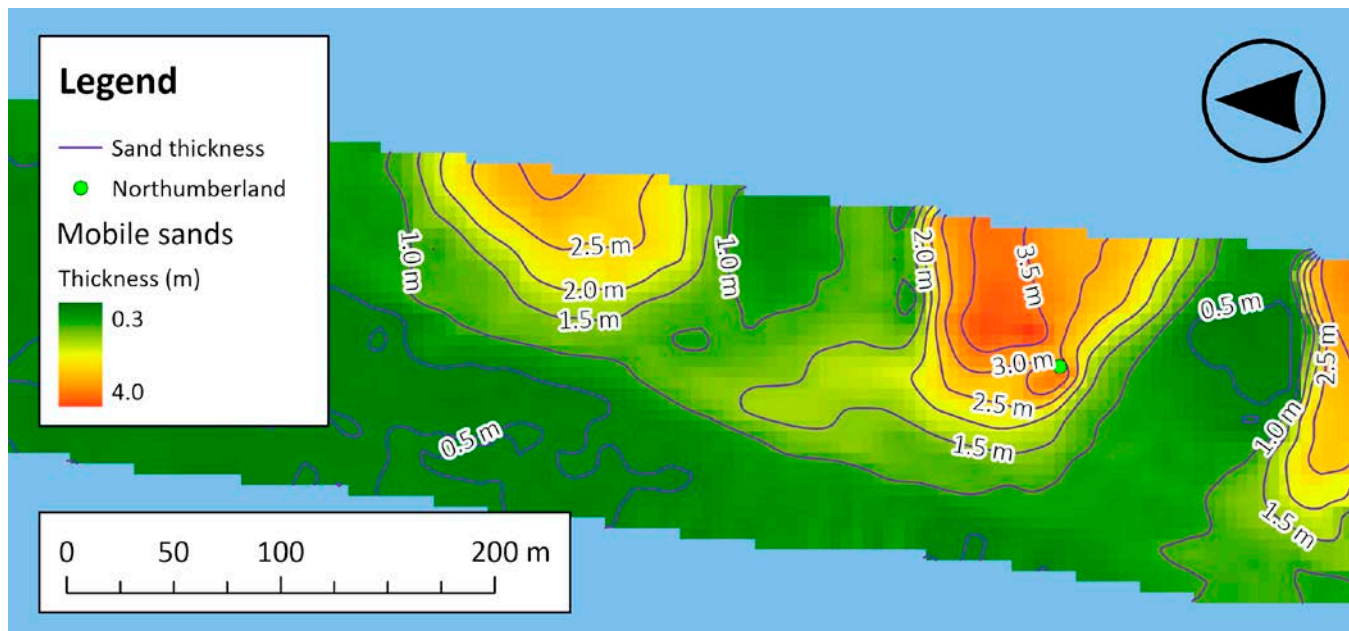 Legend
Sand thickness
Northumberland
Mobile sands
Thickness (m)
0.3
4.0
1.0 m
2.5 m
2.0 m
1.5 m
1.0 m
2.0 m
3.5 m
3.0 m
2.5 m
1.5 m
0.5 m
0.5 m
2.5 m
1.0 m
1.5 m
0 50 100 200 m